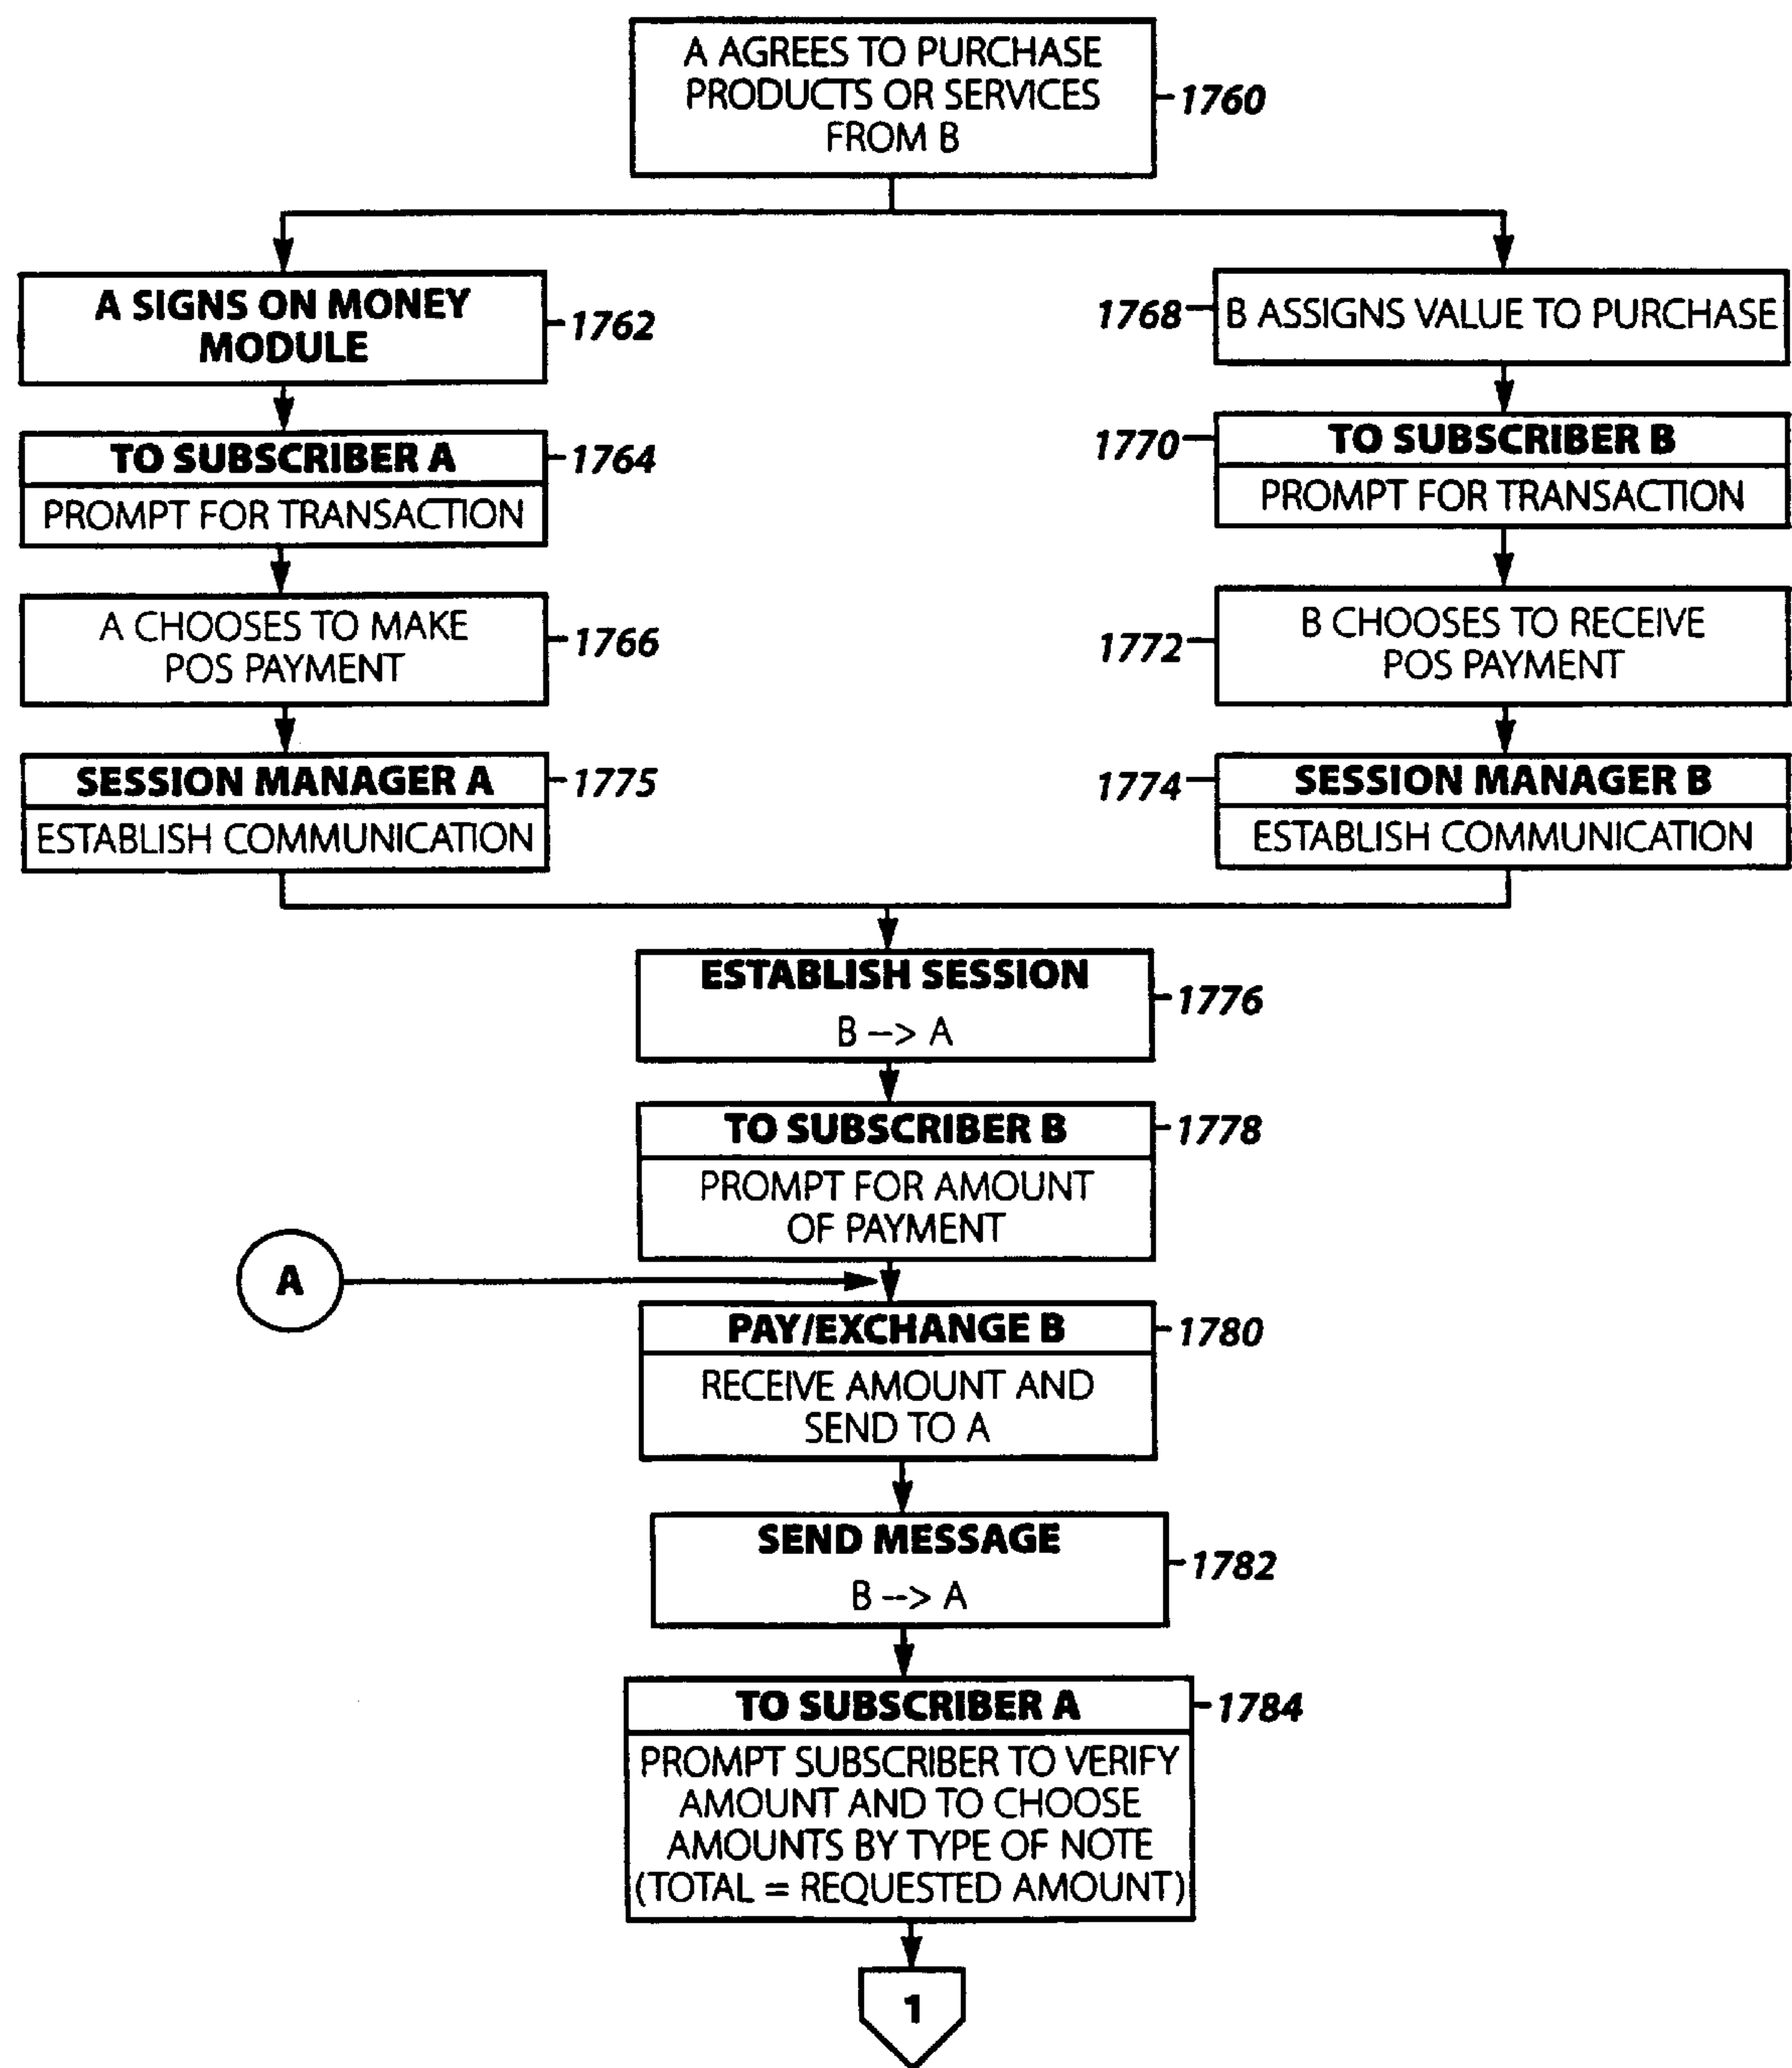 A AGREES TO PURCHASE
PRODUCTS OR SERVICES
FROM B
1760
A SIGNS ON MONEY
MODULE
1762
TO SUBSCRIBER A
1764
PROMPT FOR TRANSACTION
A CHOOSES TO MAKE
POS PAYMENT
1766
SESSION MANAGER A
1775
ESTABLISH COMMUNICATION
1768
B ASSIGNS VALUE TO PURCHASE
1770
TO SUBSCRIBER B
PROMPT FOR TRANSACTION
1772
B CHOOSES TO RECEIVE
POS PAYMENT
1774
SESSION MANAGER B
ESTABLISH COMMUNICATION
ESTABLISH SESSION
1776
B --> A
TO SUBSCRIBER B
1778
PROMPT FOR AMOUNT
OF PAYMENT
A
PAY/EXCHANGE B
1780
RECEIVE AMOUNT AND
SEND TO A
SEND MESSAGE
1782
B --> A
TO SUBSCRIBER A
1784
PROMPT SUBSCRIBER TO VERIFY
AMOUNT AND TO CHOOSE
AMOUNTS BY TYPE OF NOTE
(TOTAL = REQUESTED AMOUNT)
1